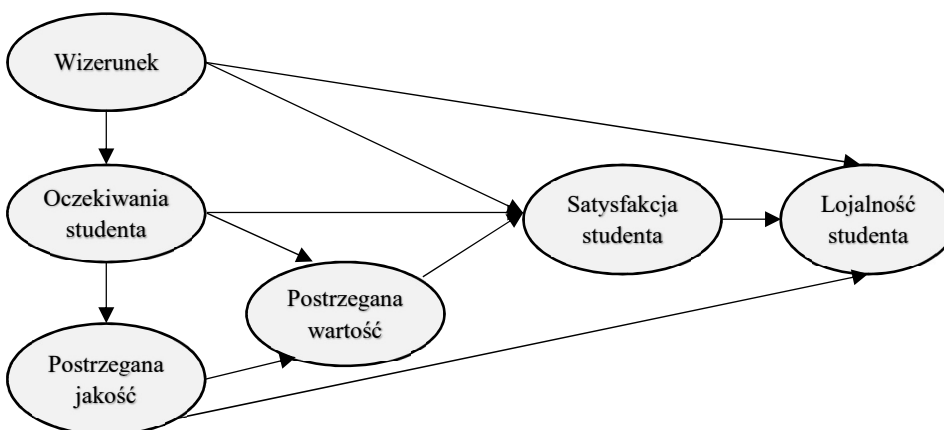 Wizerunek
Oczekiwania
studenta
Satysfakcja
studenta
Lojalność
studenta
Postrzegana
wartość
Postrzegana
jakość